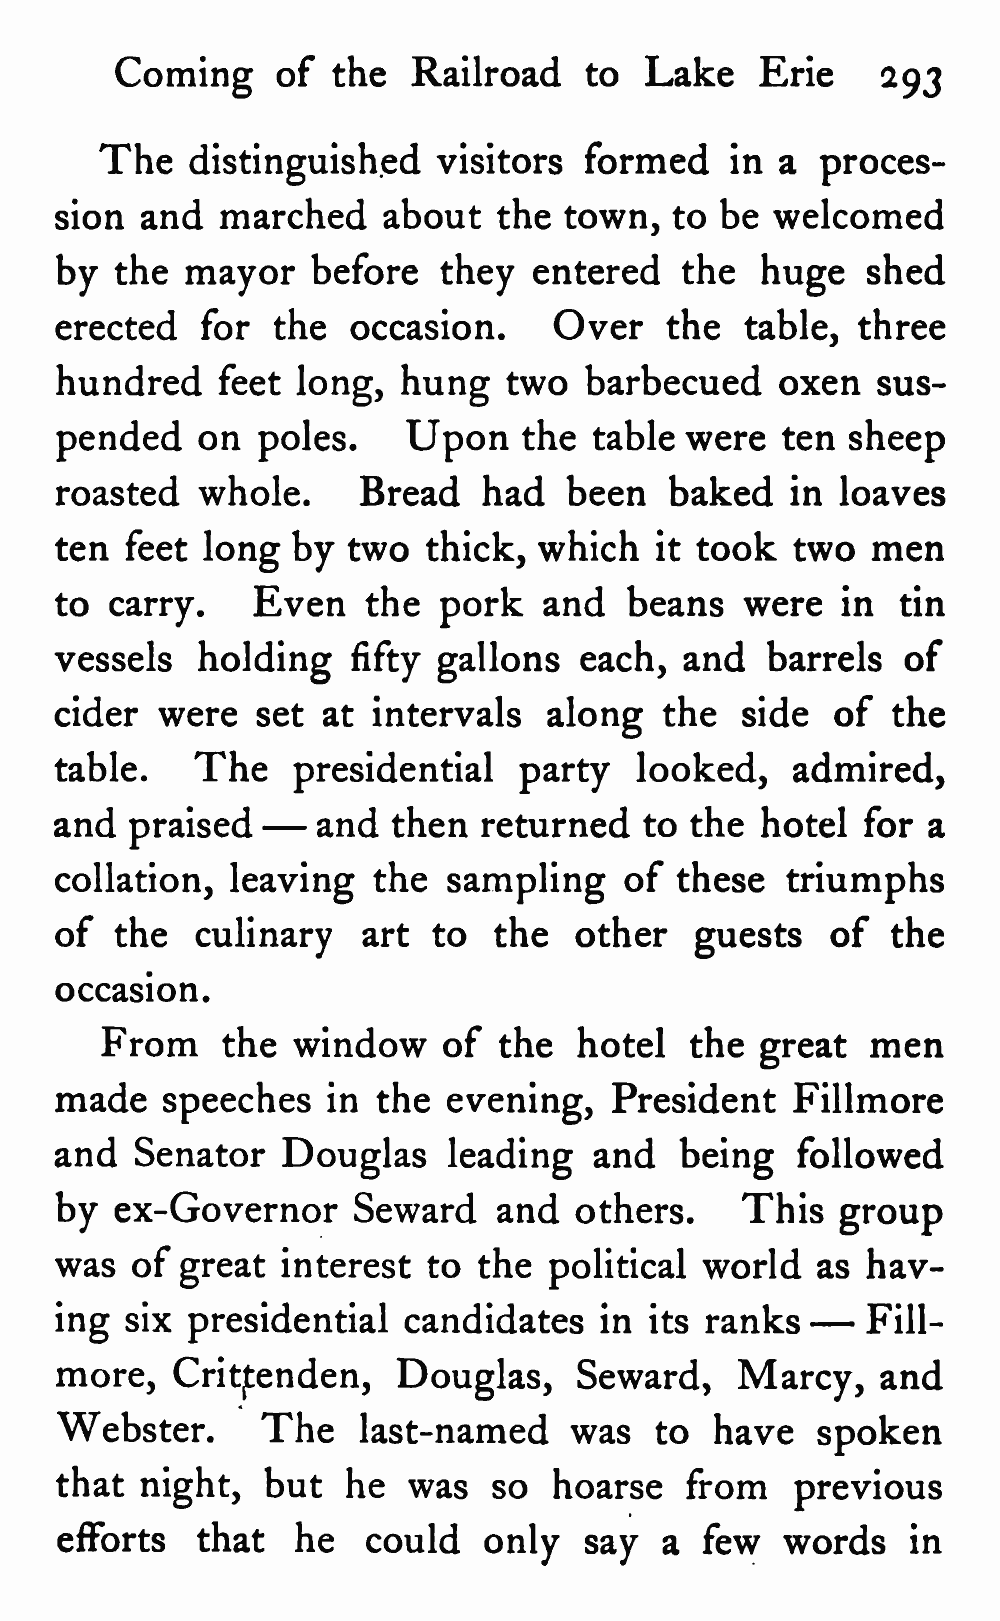 Coming of the Railroad to Lake Erie 293
The distinguished visitors formed in a proces-
sion and marched about the town, to be welcomed
by the mayor before they entered the huge shed
erected for the occasion. Over the table, three
hundred feet long, hung two barbecued oxen sus-
pended on poles. Upon the table were ten sheep
roasted whole. Bread had been baked in loaves
ten feet long by two thick, which it took two men
to carry. Even the pork and beans were in tin
vessels holding fifty gallons each, and barrels of
cider were set at intervals along the side of the
table. The presidential party looked, admired,
and praised — and then returned to the hotel for a
collation, leaving the sampling of these triumphs
of the culinary art to the other guests of the
occasion.
From the window of the hotel the great men
made speeches in the evening, President Fillmore
and Senator Douglas leading and being followed
by ex-Governor Seward and others. This group
was of great interest to the political world as hav-
ing six presidential candidates in its ranks — Fill-
more, Crittenden, Douglas, Seward, Marcy, and
Webster. The last-named was to have spoken
that night, but he was so hoarse from previous
efforts that he could only say a few words in